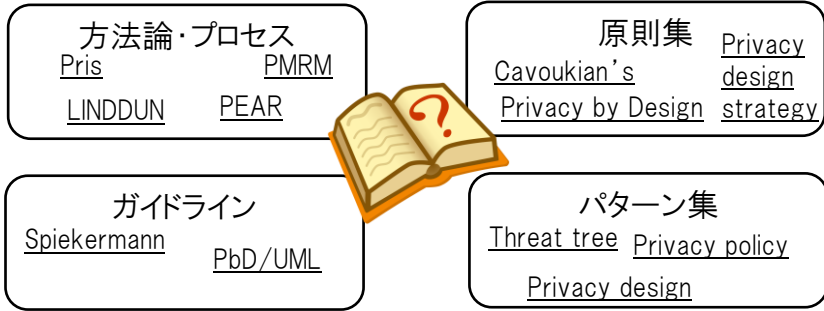 方法論・プロセス
Pris PMRM
LINDDUN PEAR
原則集
Privacy
design
strategy
Cavoukian's
Privacy by Design
?
ガイドライン
Spiekermann
PbD/UML
パターン集
Threat tree Privacy policy
Privacy design